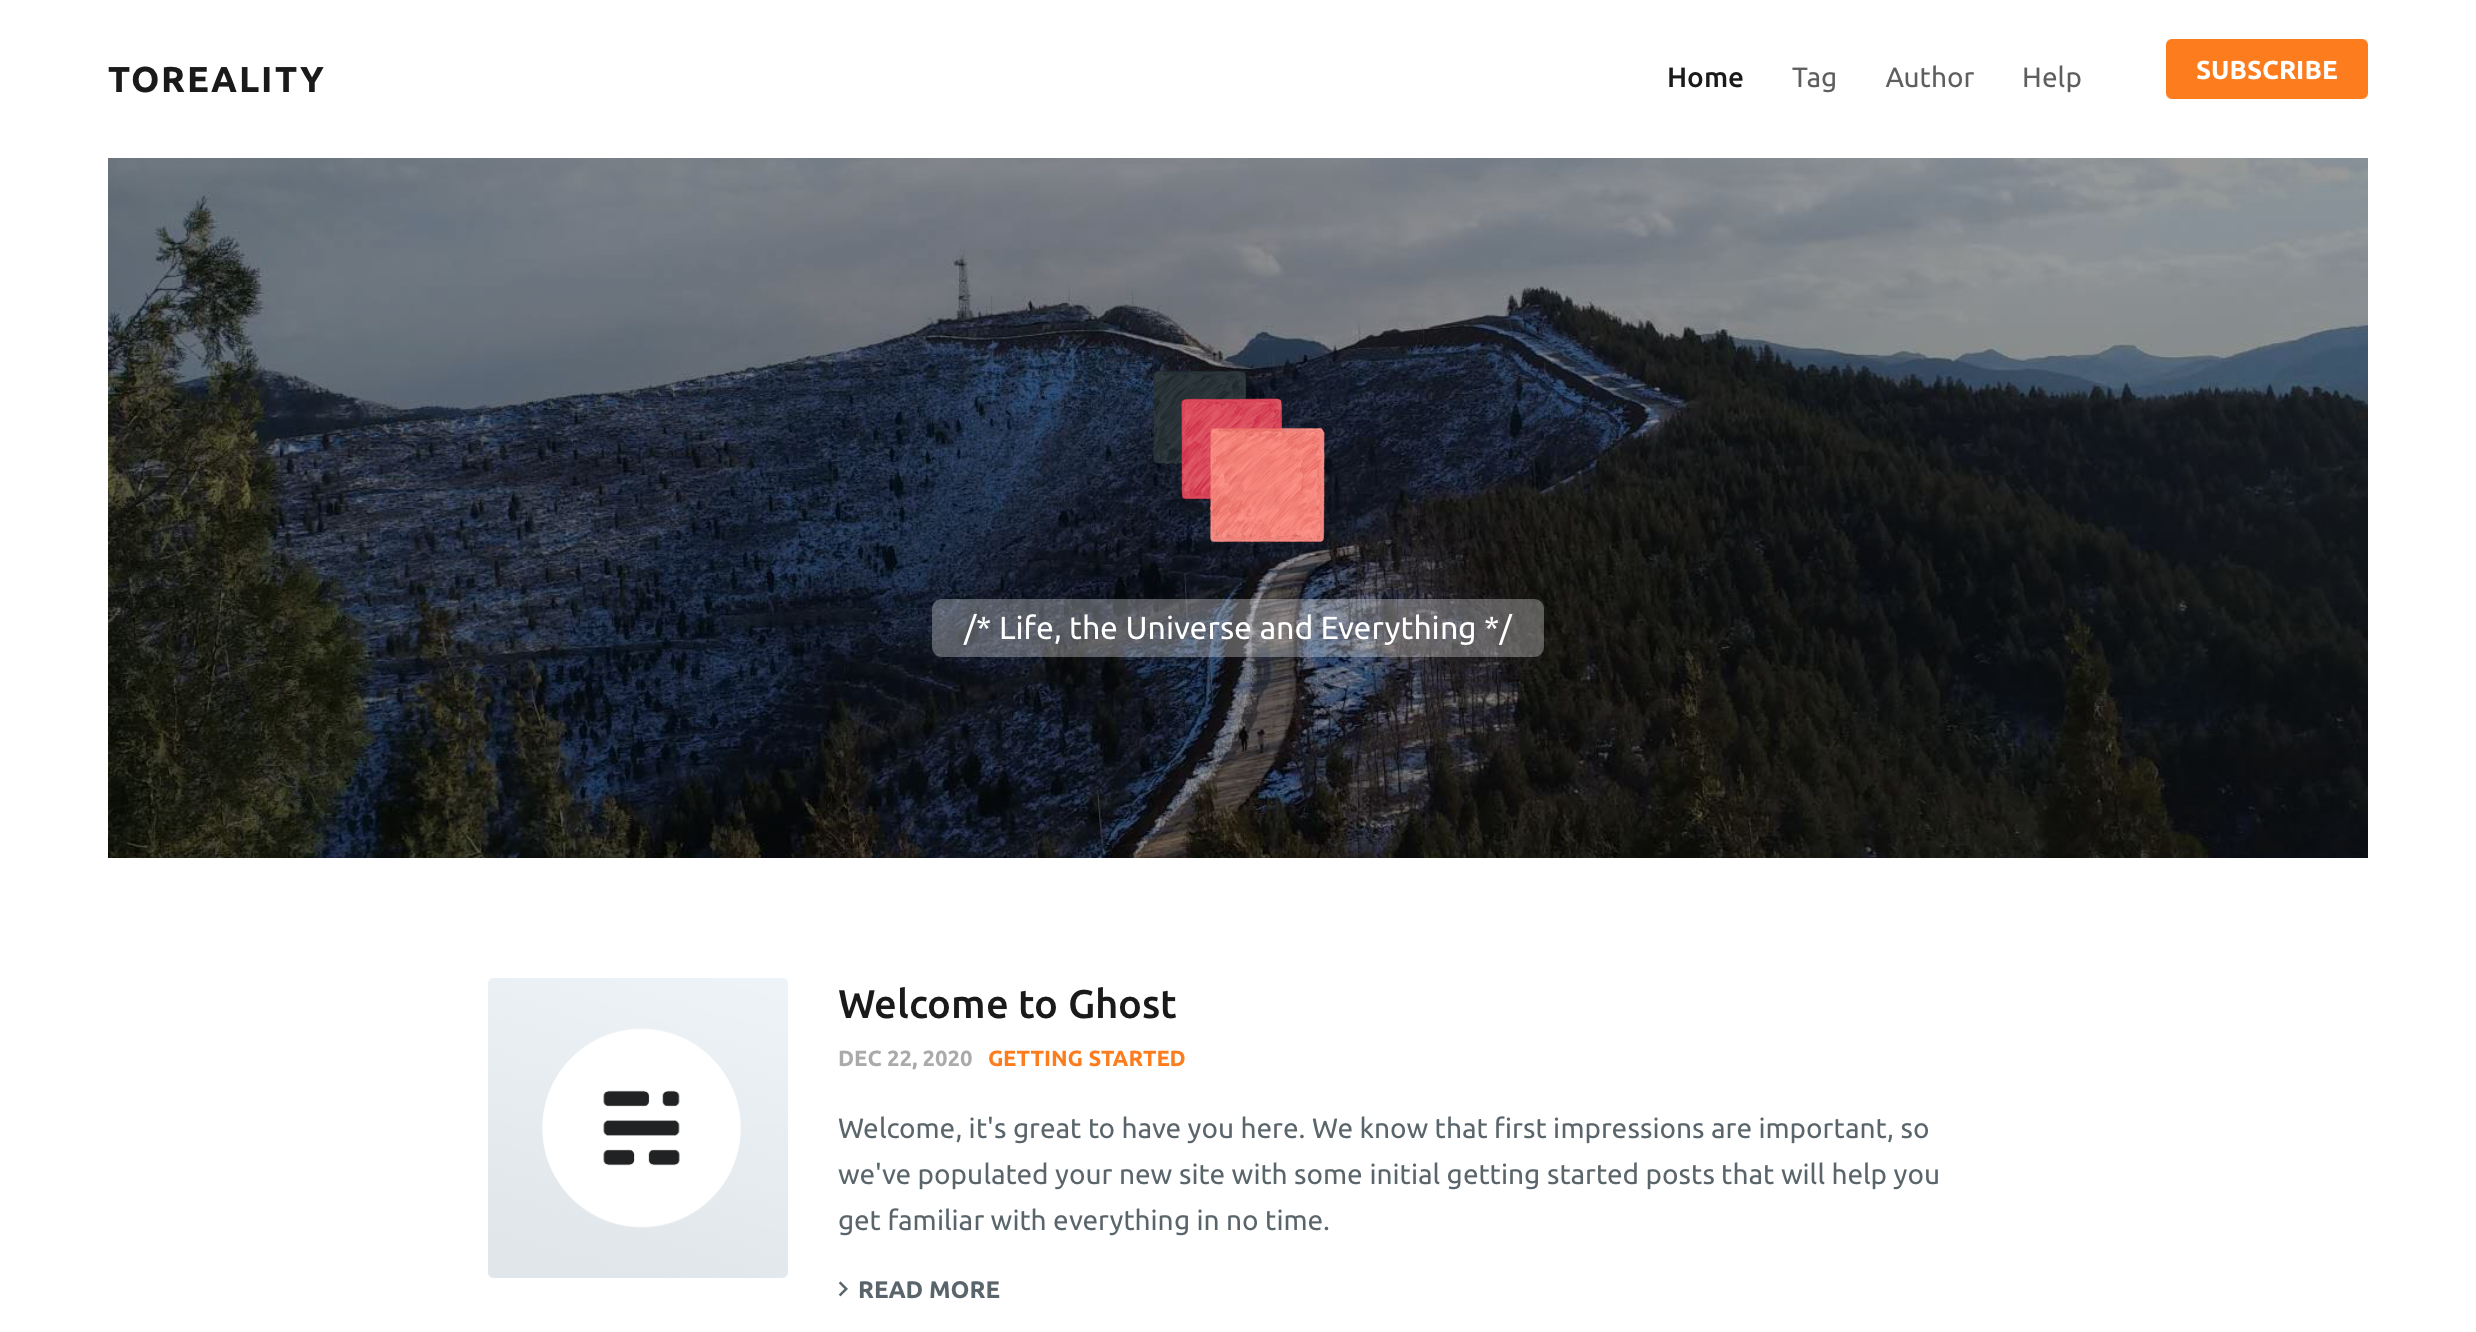 TOREALITY
Home Tag Author Help SUBSCRIBE
/* Life, the Universe and Everything */
Welcome to Ghost
DEC 22, 2020 GETTING STARTED
Welcome, it's great to have you here. We know that first impressions are important, so
we've populated your new site with some initial getting started posts that will help you
get familiar with everything in no time.
> READ MORE